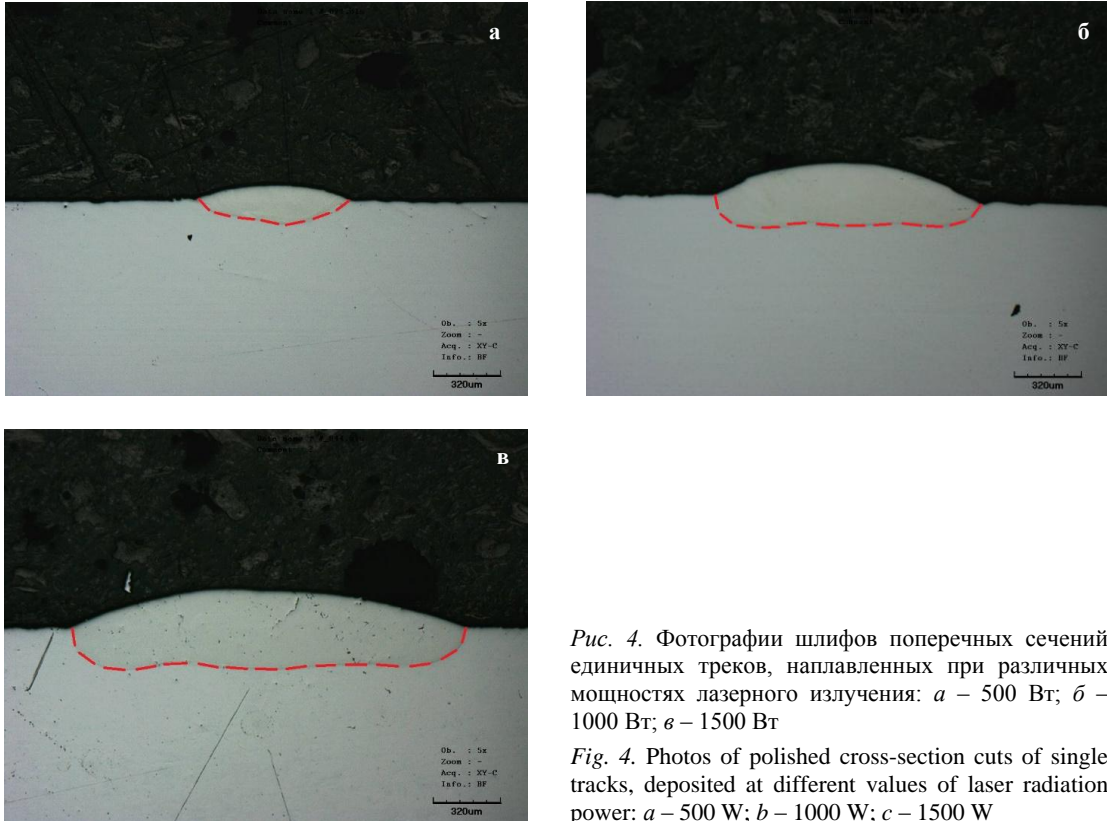 а
Ob. : 5x
Zoom : -
Acq. : XY-C
Info.: BF
320um
б
Ob. : 5x
Zoom : -
Acq. : XY-C
Info.: BF
320um
в
Ob. : 5x
Zoom : -
Acq. : XY-C
Info.: BF
320um
Рис. 4. Фотографии шлифов поперечных сечений
единичных треков, наплавленных при различных
мощностях лазерного излучения: а – 500 Вт; б –
1000 Вт; в – 1500 Вт
Fig. 4. Photos of polished cross-section cuts of single
tracks, deposited at different values of laser radiation
power: a – 500 W; b – 1000 W; c – 1500 W